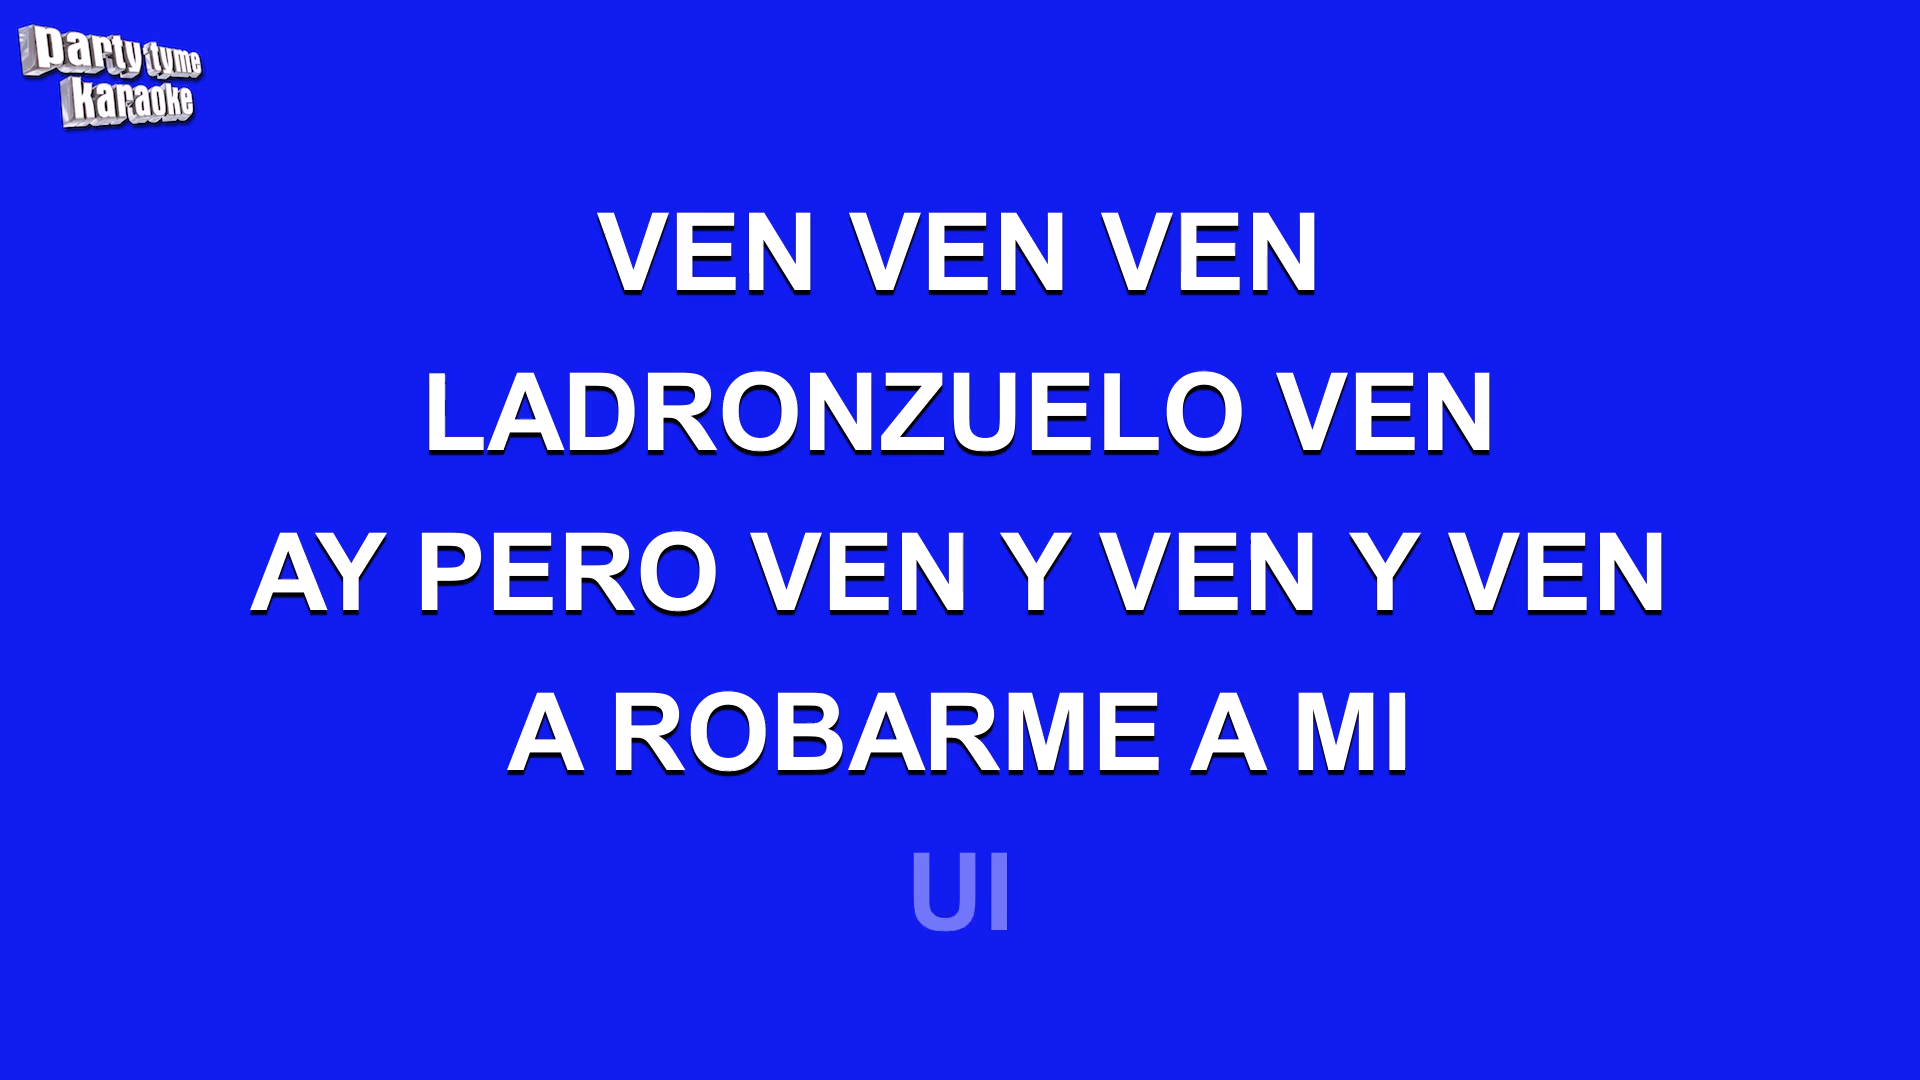 party tyme
karaoke
VEN VEN VEN
LADRONZUELO VEN
AY PERO VEN Y VEN Y VEN
A ROBARME A MI
UI